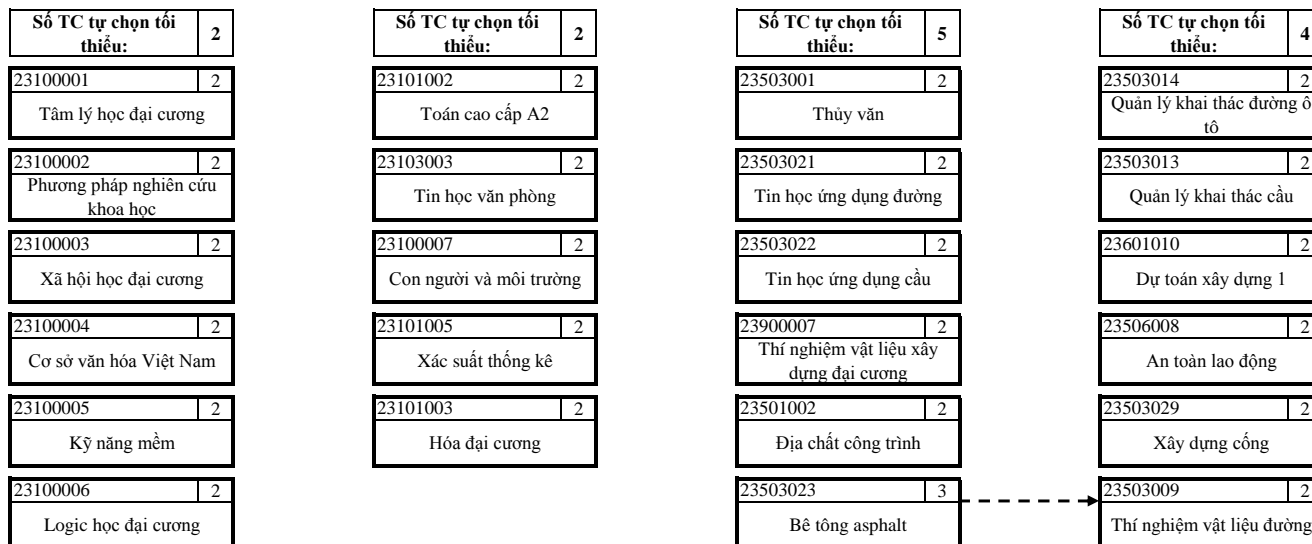 Số TC tự chọn tối
thiểu:
2
23100001
2
Tâm lý học đại cương
23100002
2
Phương pháp nghiên cứu
khoa học
23100003
2
Xã hội học đại cương
23100004
2
Cơ sở văn hóa Việt Nam
23100005
2
Kỹ năng mềm
23100006
2
Logic học đại cương
Số TC tự chọn tối
thiểu:
2
23101002
2
Toán cao cấp A2
23103003
2
Tin học văn phòng
23100007
2
Con người và môi trường
23101005
2
Xác suất thống kê
23101003
2
Hóa đại cương
Số TC tự chọn tối
thiểu:
5
23503001
2
Thủy văn
23503021
2
Tin học ứng dụng đường
23503022
2
Tin học ứng dụng cầu
23900007
2
Thí nghiệm vật liệu xây
dựng đại cương
23501002
2
Địa chất công trình
23503023
3
Bê tông asphalt
Số TC tự chọn tối
thiểu:
4
23503014
2
Quản lý khai thác đường ô
tô
23503013
2
Quản lý khai thác cầu
23601010
2
Dự toán xây dựng 1
23506008
2
An toàn lao động
23503029
2
Xây dựng cống
23503009
2
Thí nghiệm vật liệu đường